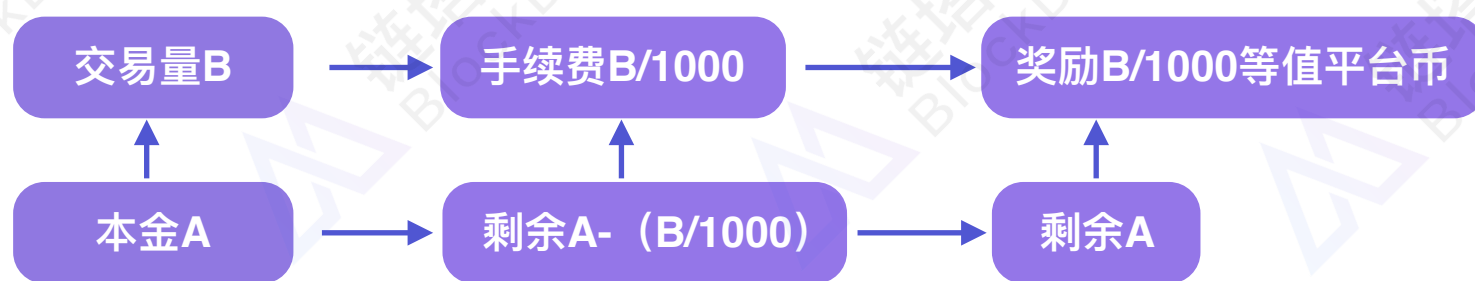 交易量B
手续费B/1000
奖励B/1000等值平台币
本金A
剩余A-（B/1000）
剩余A